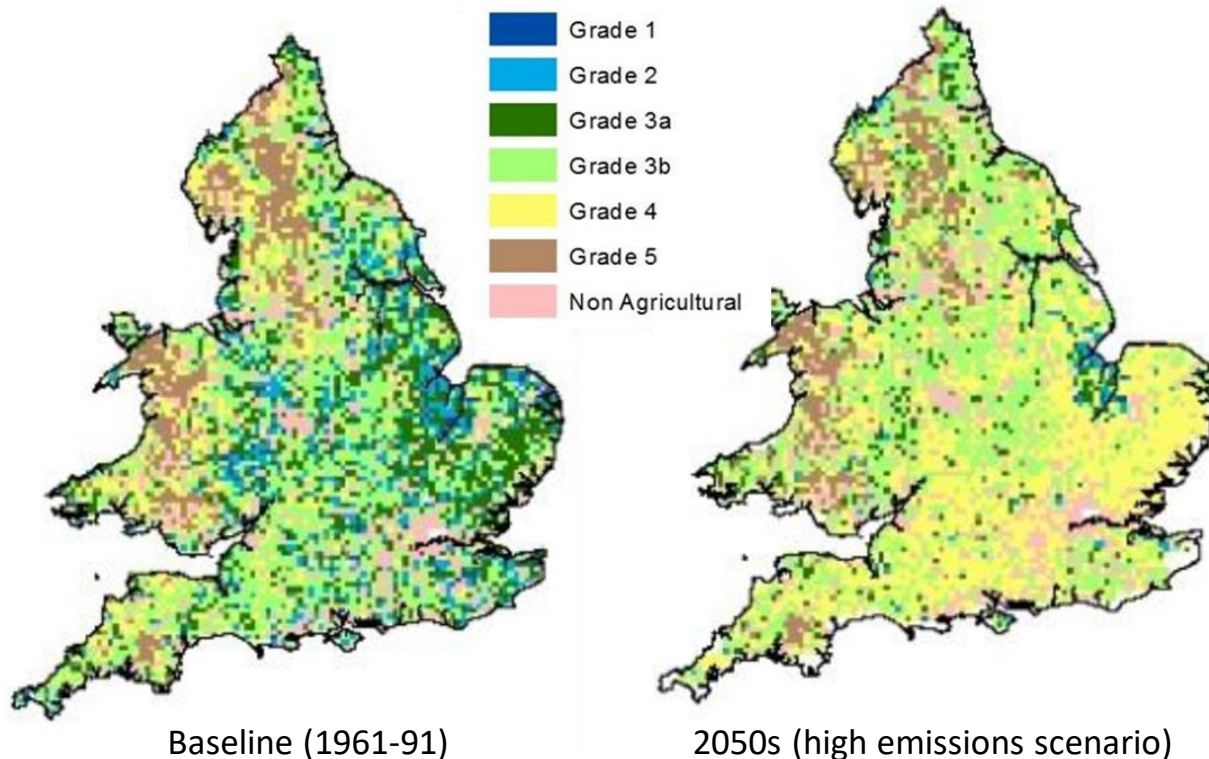 Grade 1
Grade 2
Grade 3a
Grade 3b
Grade 4
Grade 5
Non Agricultural
Baseline (1961-91)
2050s (high emissions scenario)